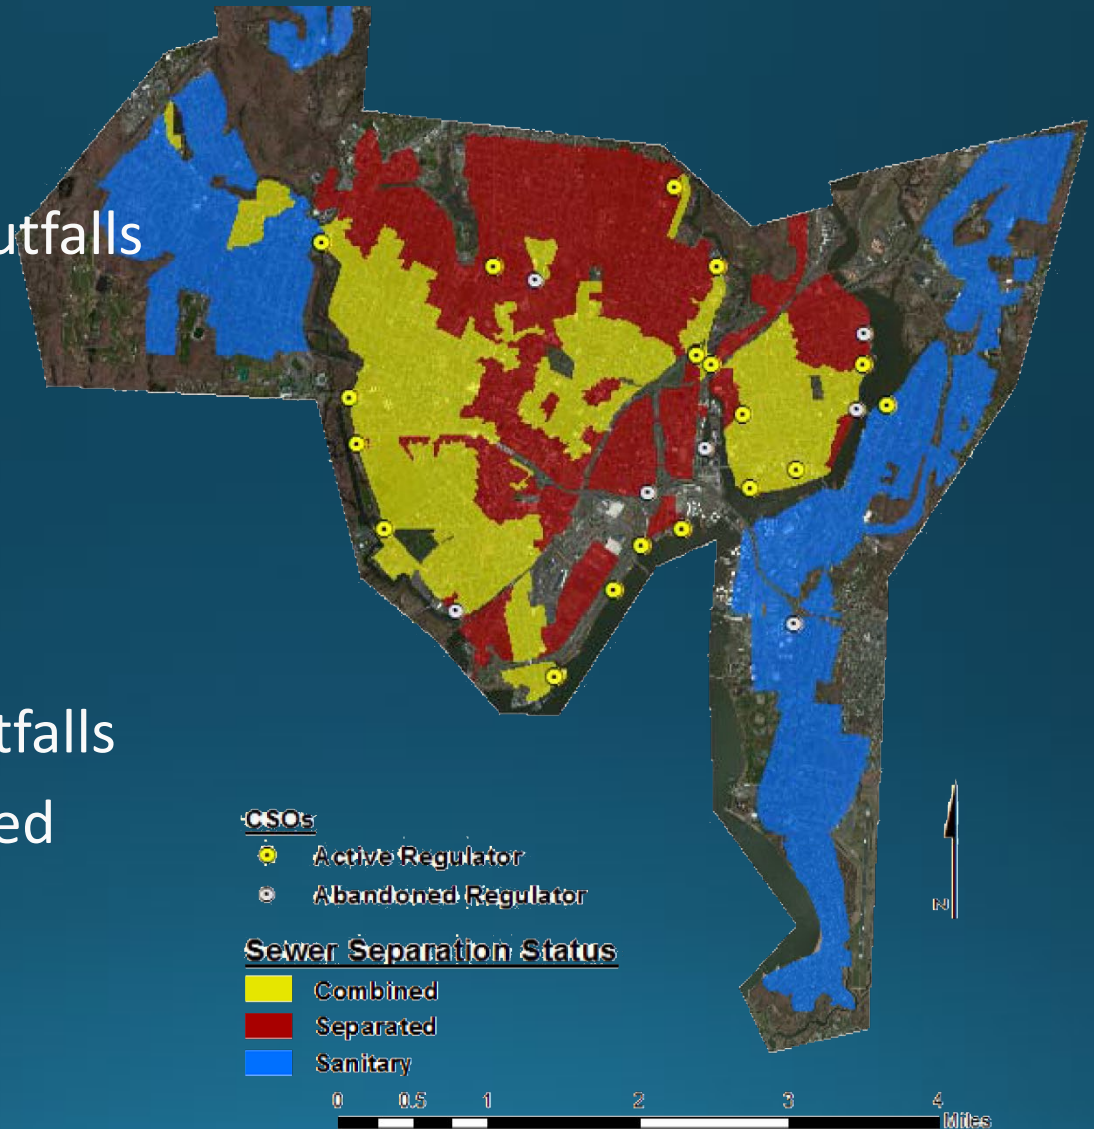 utfalls
tfalls
ed
CSOs
Active Regulator
Abandoned Regulator
Sewer Separation Status
Combined
Separated
Sanitary
N
0 0.5 1 2 3 4
Miles